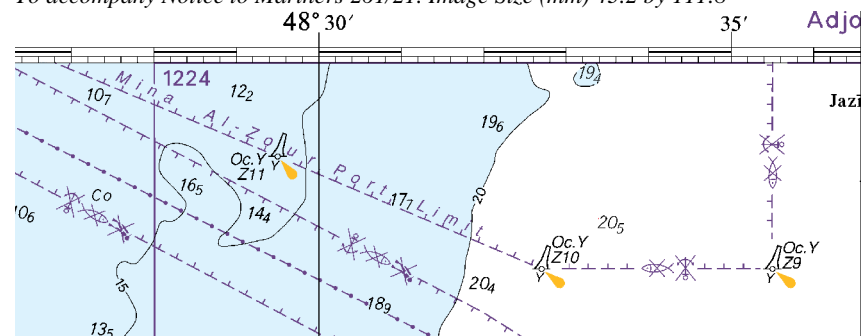 To accompany Notice to Mariners 261/21. Image Size (mm) 45.2 by 111.8
48°30′
35′
Adjo
1224
19₄
10₇
12₂
Mina Al-Zour Port Limit
Jazī
19₆
Oc.Y
Z11
Y
16₅
Co
17₁
20
14₄
20₅
10₆
Oc.Y
Z10
Y
Oc.Y
Z9
Y
15
20₄
18₉
13₅